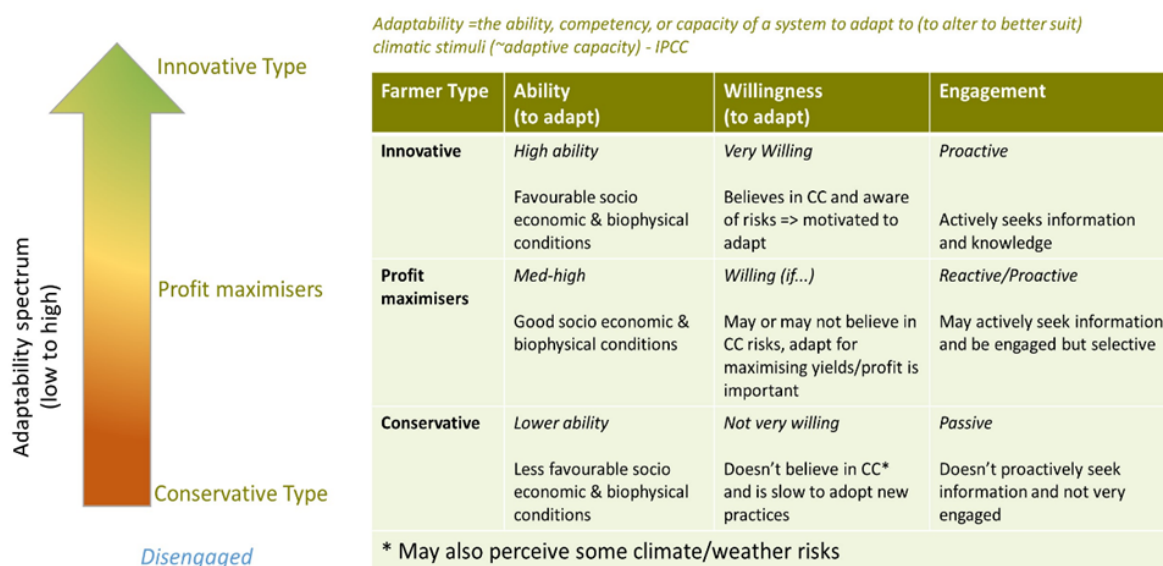 Adaptability =the ability, competency, or capacity of a system to adapt to (to alter to better suit)
climatic stimuli (~adaptive capacity) - IPCC
Innovative Type
Profit maximisers
Conservative Type
Disengaged
Adaptability spectrum
(low to high)
Farmer Type
Ability
(to adapt)
Willingness
(to adapt)
Engagement
Innovative
High ability
Favourable socio
economic & biophysical
conditions
Very Willing
Believes in CC and aware
of risks => motivated to
adapt
Proactive
Actively seeks information
and knowledge
Profit
maximisers
Med-high
Good socio economic &
biophysical conditions
Willing (if...)
May or may not believe in
CC risks, adapt for
maximising yields/profit is
important
Reactive/Proactive
May actively seek information
and be engaged but selective
Conservative
Lower ability
Less favourable socio
economic & biophysical
conditions
Not very willing
Doesn't believe in CC*
and is slow to adopt new
practices
Passive
Doesn't proactively seek
information and not very
engaged
* May also perceive some climate/weather risks